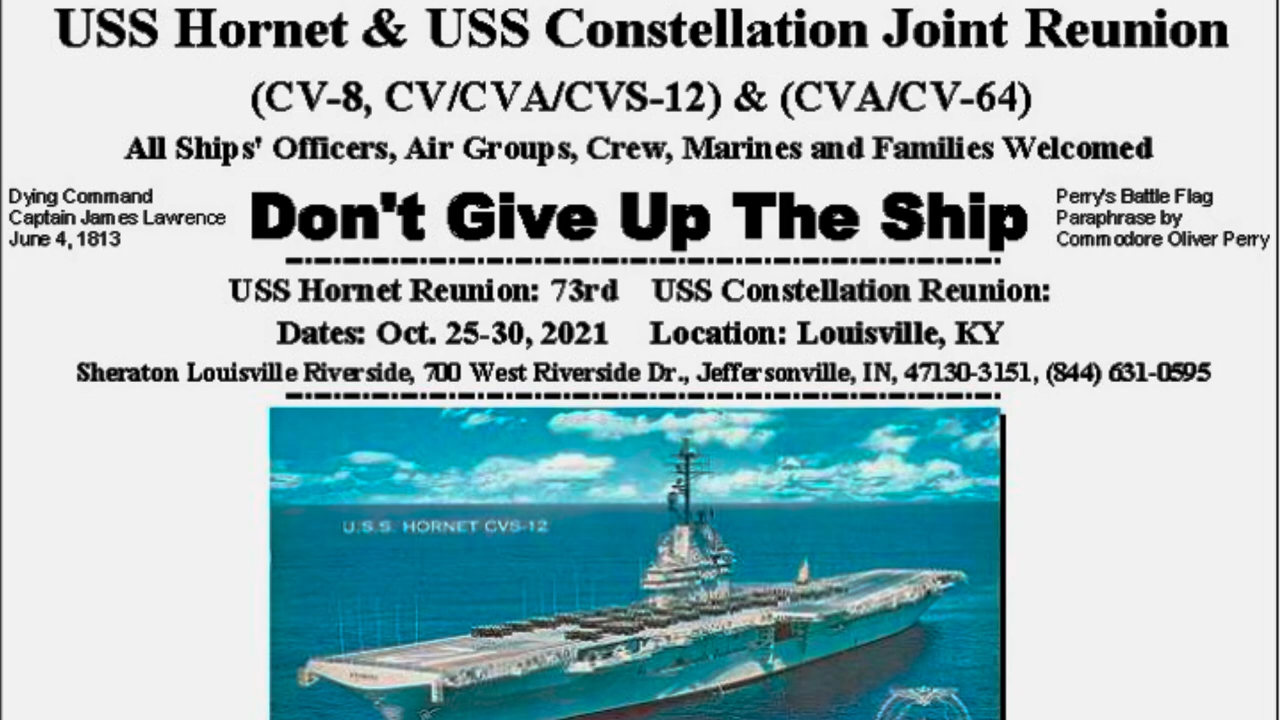 USS Hornet & USS Constellation Joint Reunion
(CV-8, CV/CVA/CVS-12) & (CVA/CV-64)
All Ships' Officers, Air Groups, Crew, Marines and Families Welcomed
Dying Command
Captain James Lawrence
June 4, 1813
Don't Give Up The Ship
Perry's Battle Flag
Paraphrase by
Commodore Oliver Perry
USS Hornet Reunion: 73rd USS Constellation Reunion:
Dates: Oct. 25-30, 2021 Location: Louisville, KY
Sheraton Louisville Riverside, 700 West Riverside Dr., Jeffersonville, IN, 47130-3151, (844) 631-0595
U.S.S. HORNET CVS-12